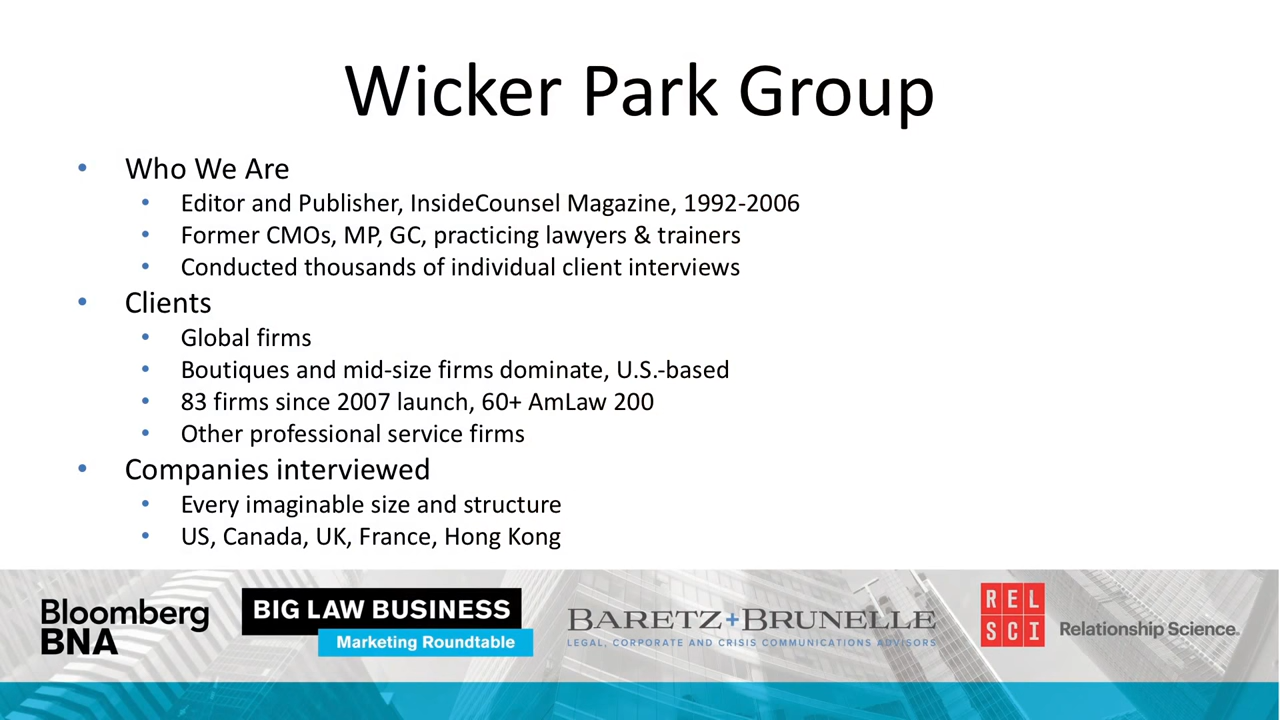 Wicker Park Group
• Who We Are
• Editor and Publisher, InsideCounsel Magazine, 1992-2006
• Former CMOs, MP, GC, practicing lawyers & trainers
• Conducted thousands of individual client interviews
• Clients
• Global firms
• Boutiques and mid-size firms dominate, U.S.-based
• 83 firms since 2007 launch, 60+ AmLaw 200
• Other professional service firms
• Companies interviewed
• Every imaginable size and structure
• US, Canada, UK, France, Hong Kong
Bloomberg
BNA
BIG LAW BUSINESS
Marketing Roundtable
BARETZ+BRUNELLE
LEGAL, CORPORATE AND CRISIS COMMUNICATIONS ADVISORS
REL
SCI
Relationship Science.